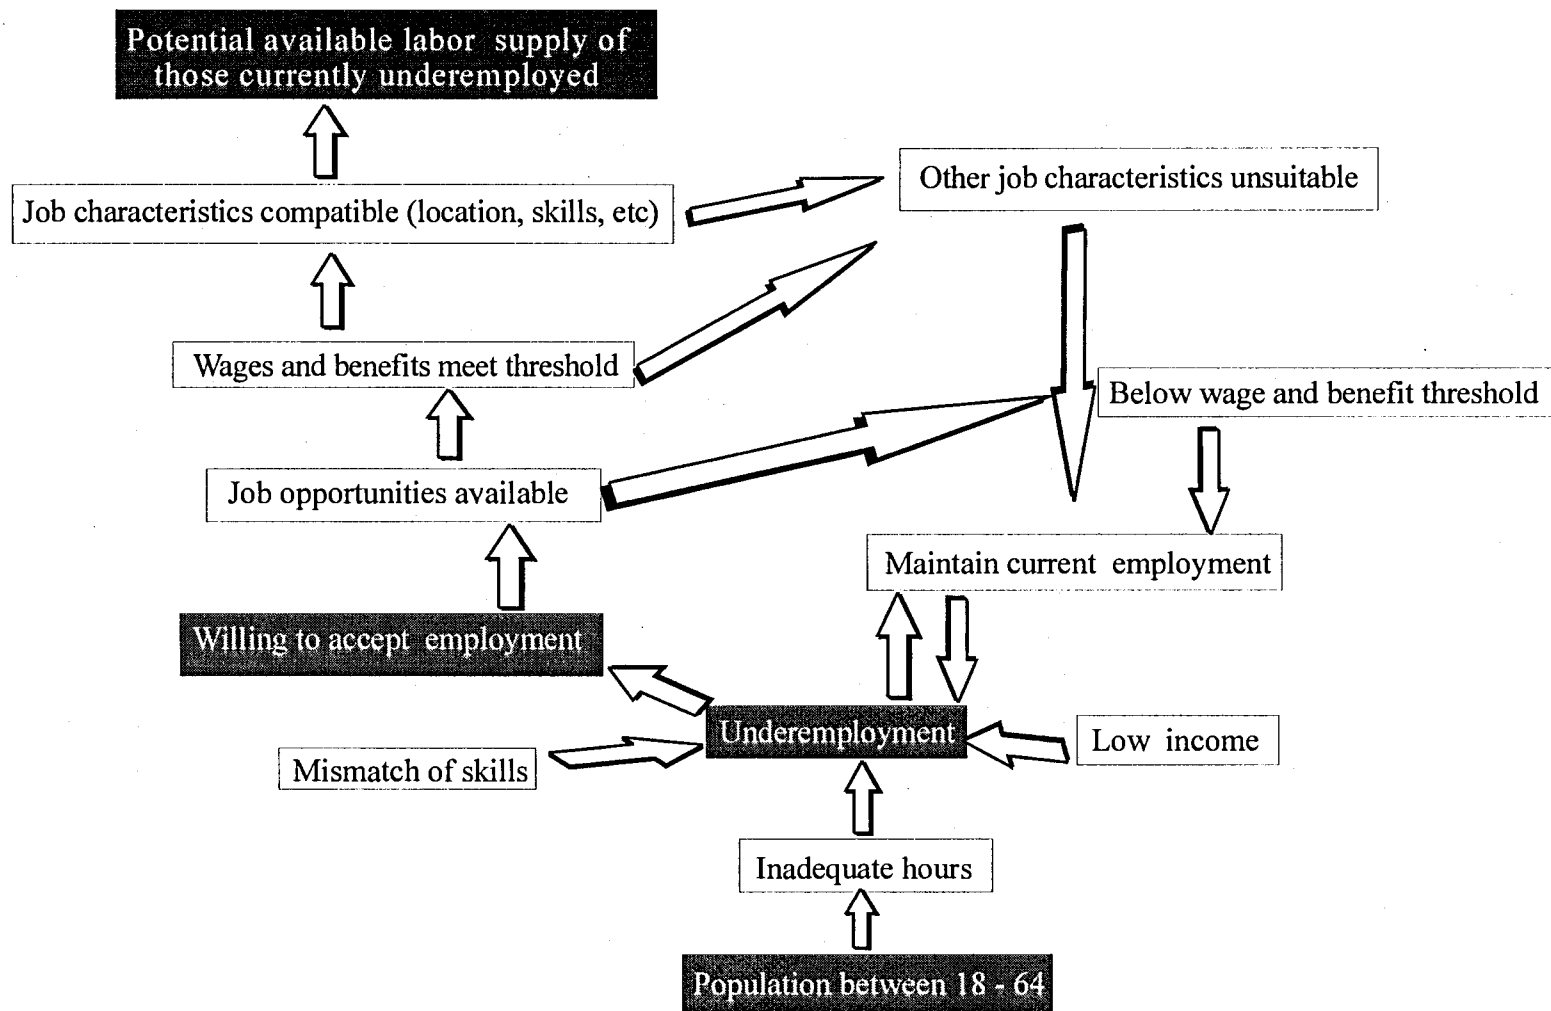 Potential available labor supply of
those currently underemployed
Other job characteristics unsuitable
Job characteristics compatible (location, skills, etc)
Wages and benefits meet threshold
Below wage and benefit threshold
Job opportunities available
Maintain current employment
Willing to accept employment
Underemployment
Low income
Mismatch of skills
Inadequate hours
Population between 18 - 64